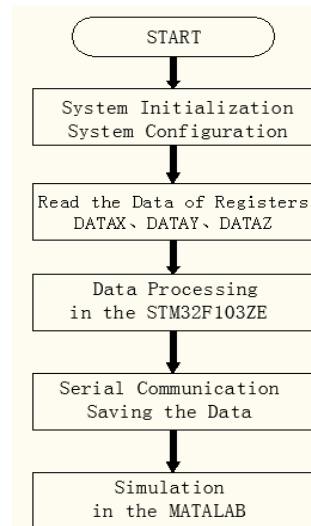 START
System Initialization
System Configuration
Read the Data of Registers
DATAX、DATAY、DATAZ
Data Processing
in the STM32F103ZE
Serial Communication
Saving the Data
Simulation
in the MATALAB